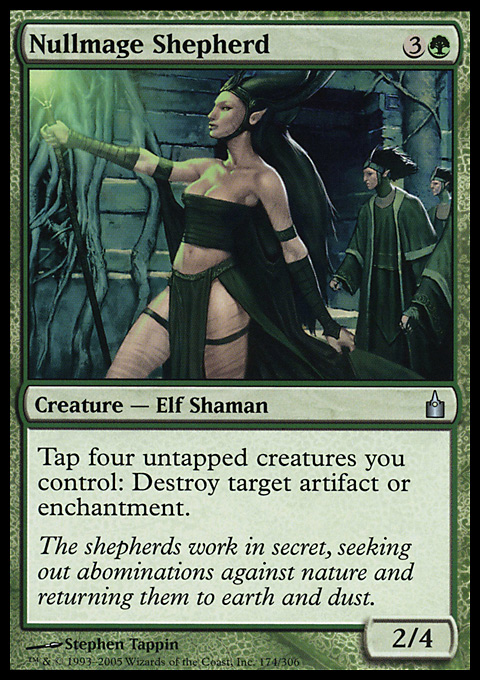 Nullmage Shepherd 3
Creature — Elf Shaman
Tap four untapped creatures you
control: Destroy target artifact or
enchantment.
The shepherds work in secret, seeking
out abominations against nature and
returning them to earth and dust.
Stephen Tappin
2/4
™ & © 1993–2005 Wizards of the Coast, Inc. 174/306